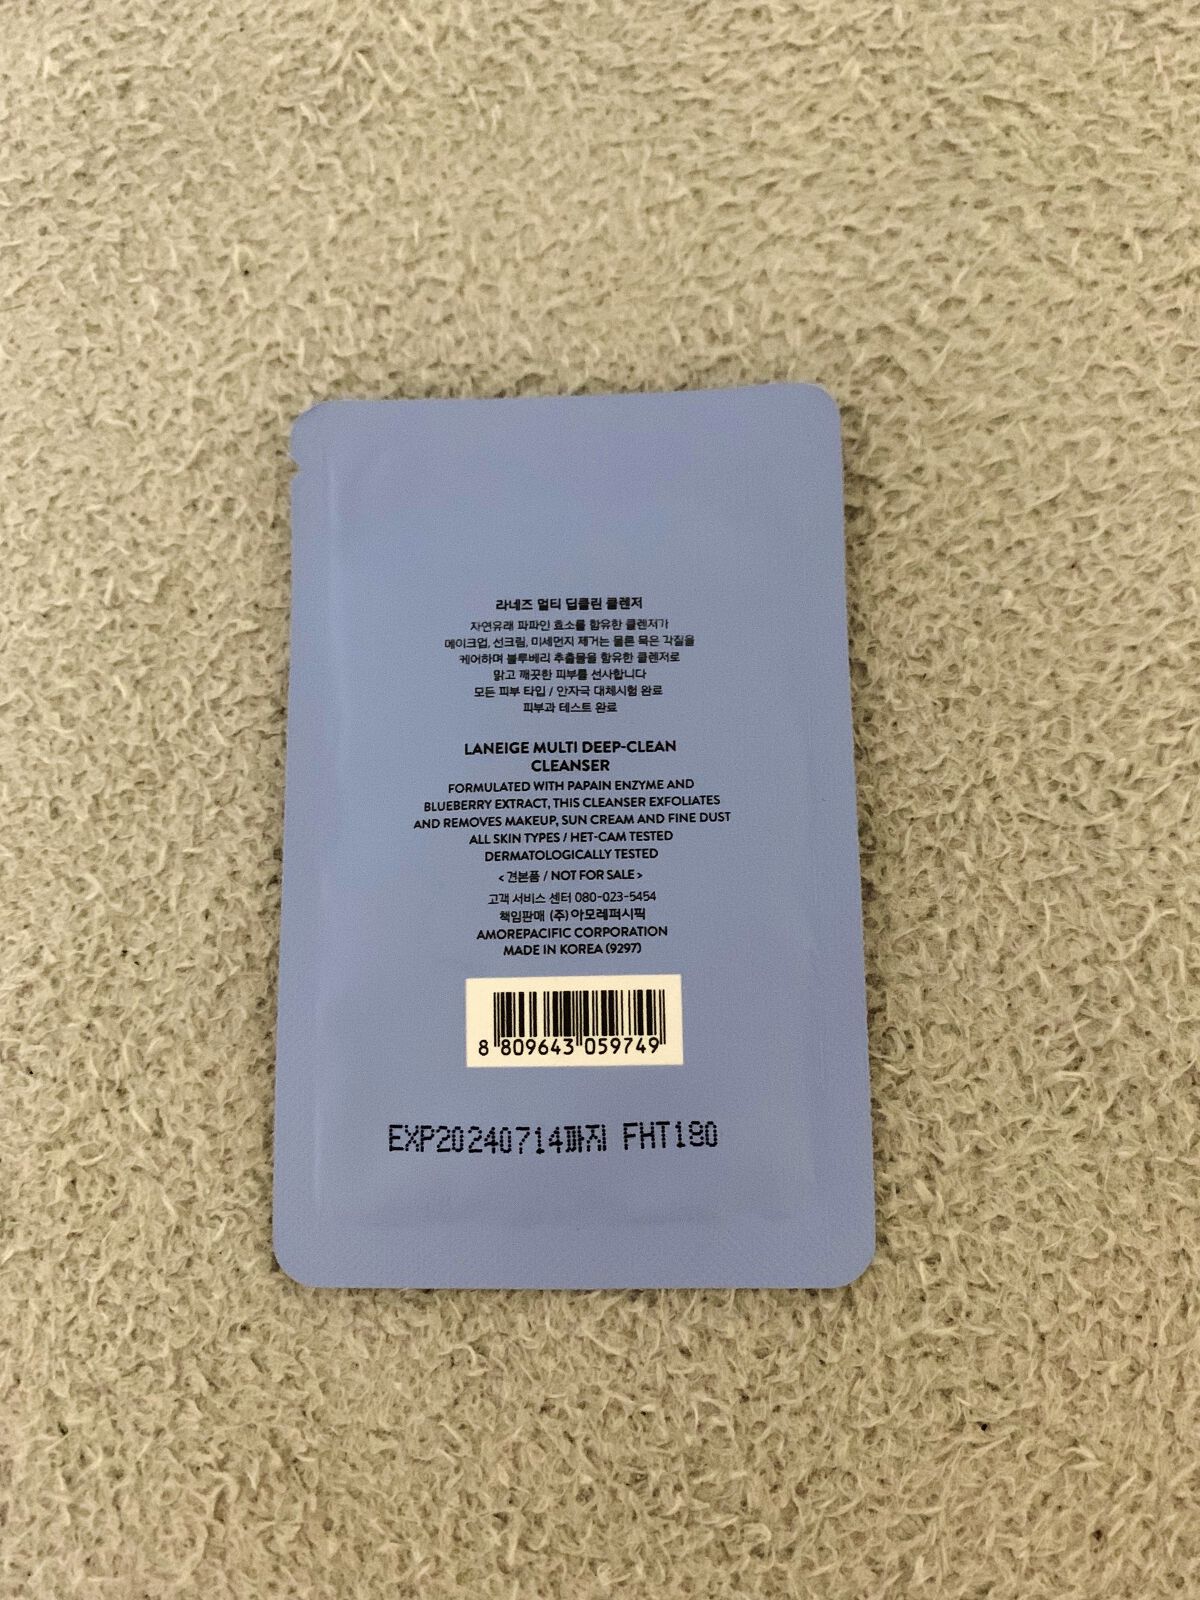 라네즈 멀티 딥클린 클렌저
자연유래 파파인 효소를 함유한 클렌저가
메이크업, 선크림, 미세먼지 제거는 물론 묵은 각질을
케어하며 블루베리 추출물을 함유한 클렌저로
맑고 깨끗한 피부를 선사합니다
모든 피부 타입 / 안자극 대체시험 완료
피부과 테스트 완료
LANEIGE MULTI DEEP-CLEAN
CLEANSER
FORMULATED WITH PAPAIN ENZYME AND
BLUEBERRY EXTRACT, THIS CLEANSER EXFOLIATES
AND REMOVES MAKEUP, SUN CREAM AND FINE DUST
ALL SKIN TYPES / HET-CAM TESTED
DERMATOLOGICALLY TESTED
< 견본품 / NOT FOR SALE >
고객 서비스 센터 080-023-5454
책임판매 (주)아모레퍼시픽
AMOREPACIFIC CORPORATION
MADE IN KOREA (9297)
8 809643 059749
EXP20240714까지 FHT180